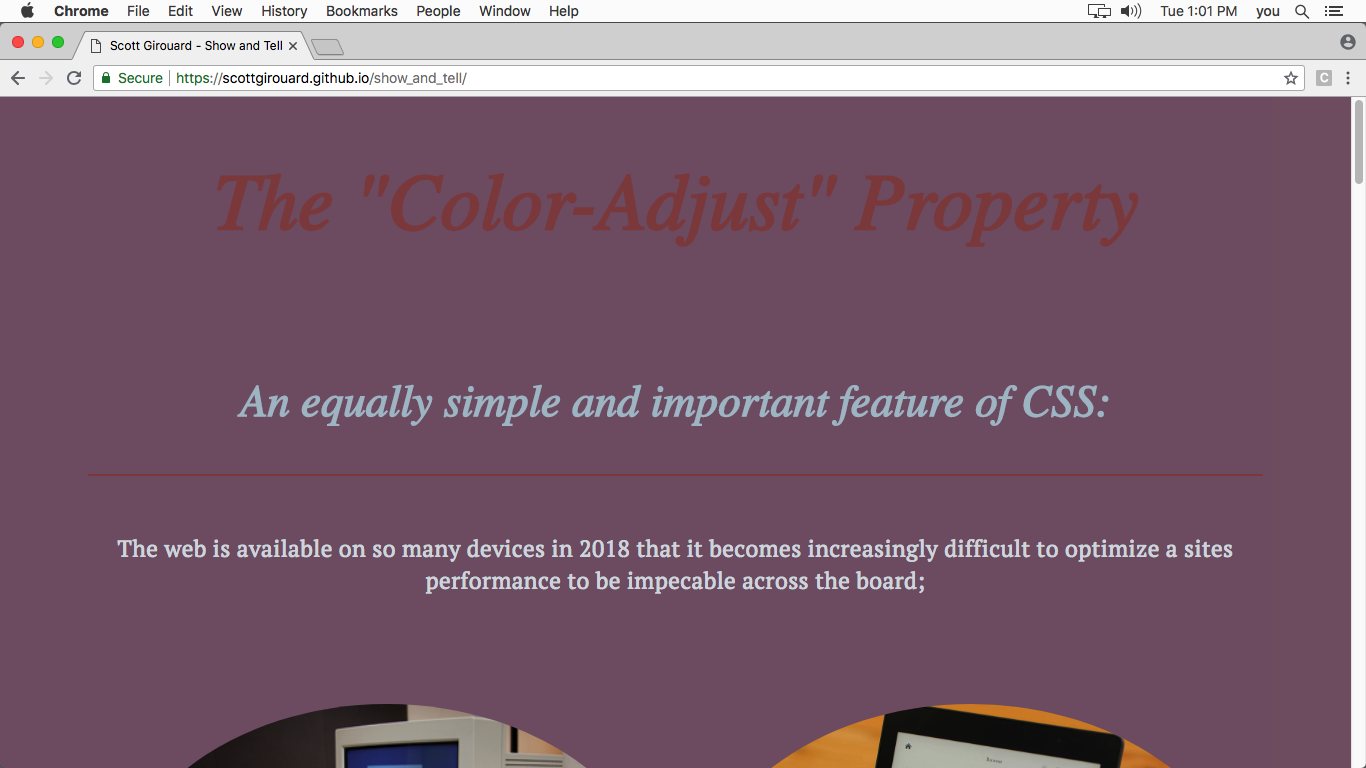 Chrome File Edit View History Bookmarks People Window Help Tue 1:01 PM you
Scott Girouard - Show and Tell
Secure https://scottgirouard.github.io/show_and_tell/ C
The "Color-Adjust" Property
An equally simple and important feature of CSS:
The web is available on so many devices in 2018 that it becomes increasingly difficult to optimize a sites
performance to be impecable across the board;